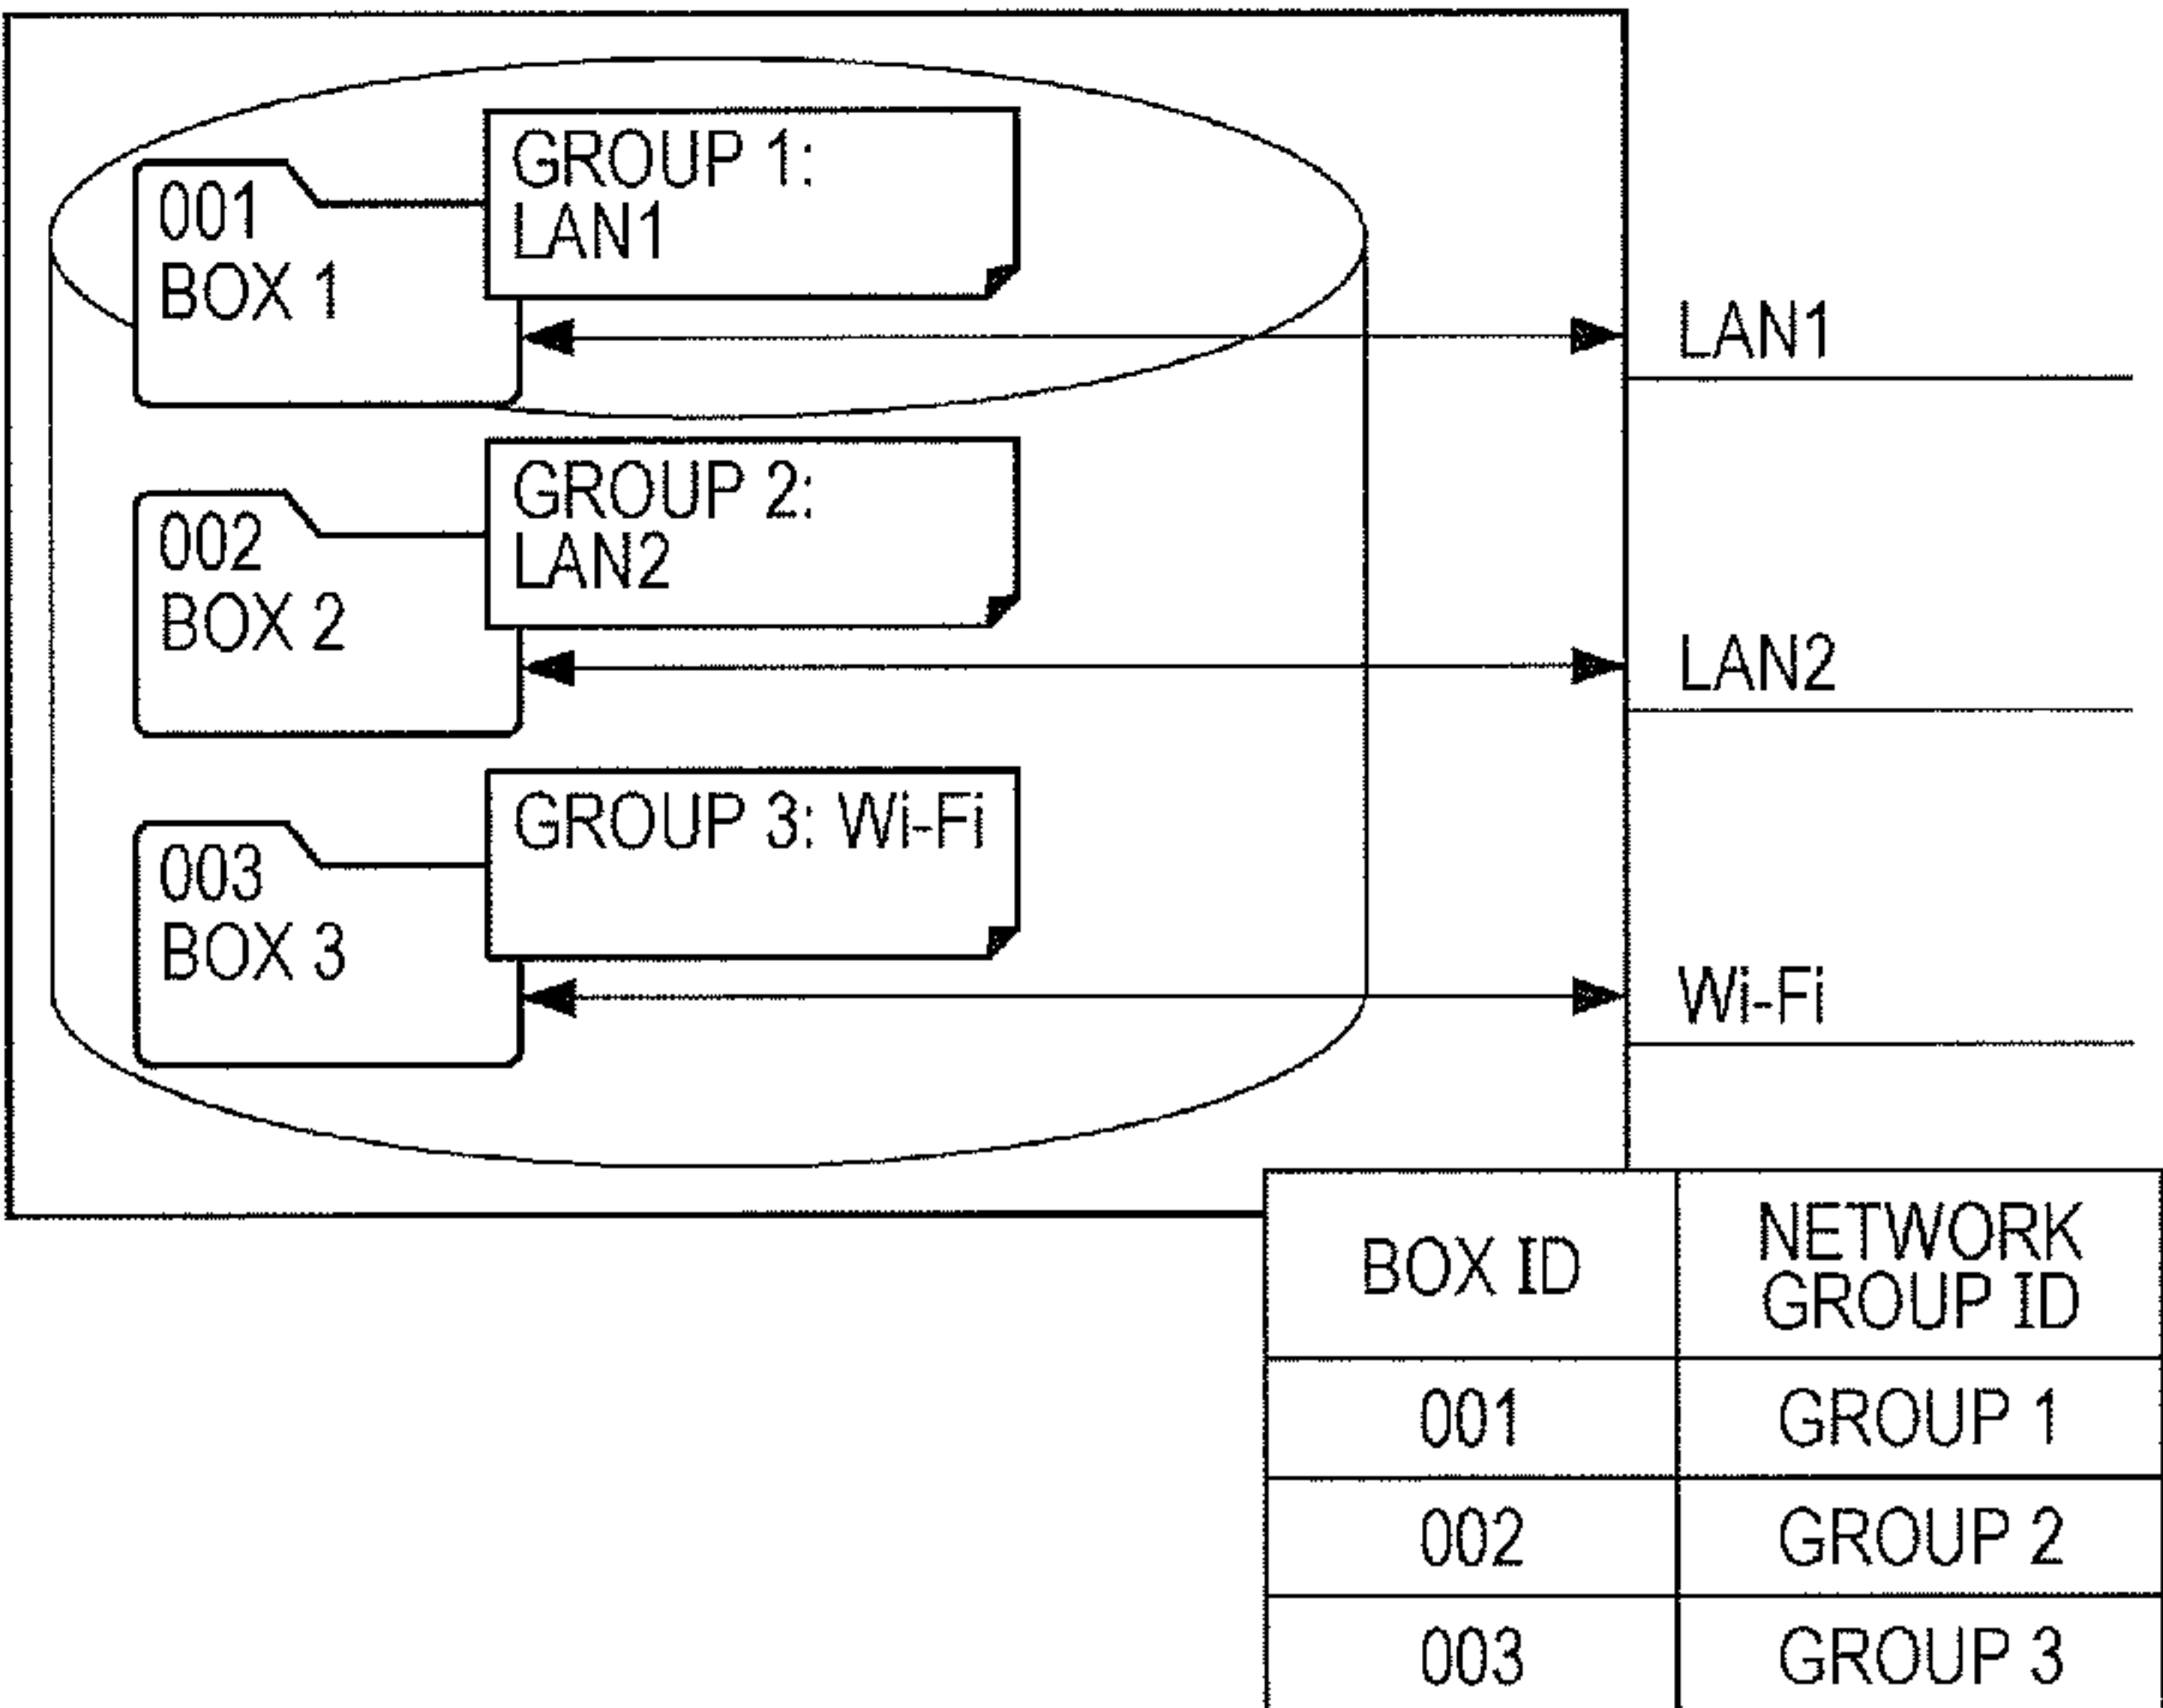 001
BOX 1
GROUP 1:
LAN1
LAN1
002
BOX 2
GROUP 2:
LAN2
LAN2
003
BOX 3
GROUP 3: Wi-Fi
Wi-Fi
BOX ID
NETWORK
GROUP ID
001
GROUP 1
002
GROUP 2
003
GROUP 3